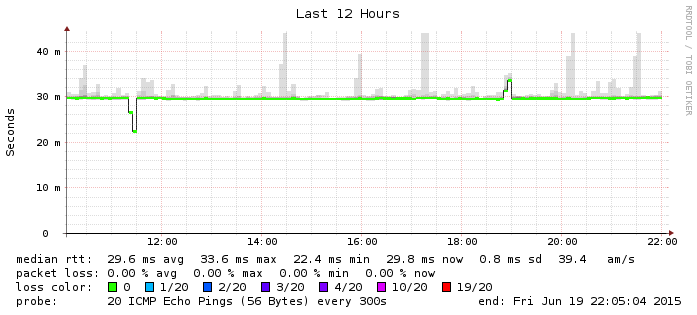 Last 12 Hours
RRDTOOL / TOBI OETIKER
Seconds
40 m
30 m
20 m
10 m
0
12:00 14:00 16:00 18:00 20:00 22:00
median rtt: 29.6 ms avg 33.6 ms max 22.4 ms min 29.8 ms now 0.8 ms sd 39.4 am/s
packet loss: 0.00 % avg 0.00 % max 0.00 % min 0.00 % now
loss color: 0 1/20 2/20 3/20 4/20 10/20 19/20
probe: 20 ICMP Echo Pings (56 Bytes) every 300s end: Fri Jun 19 22:05:04 2015